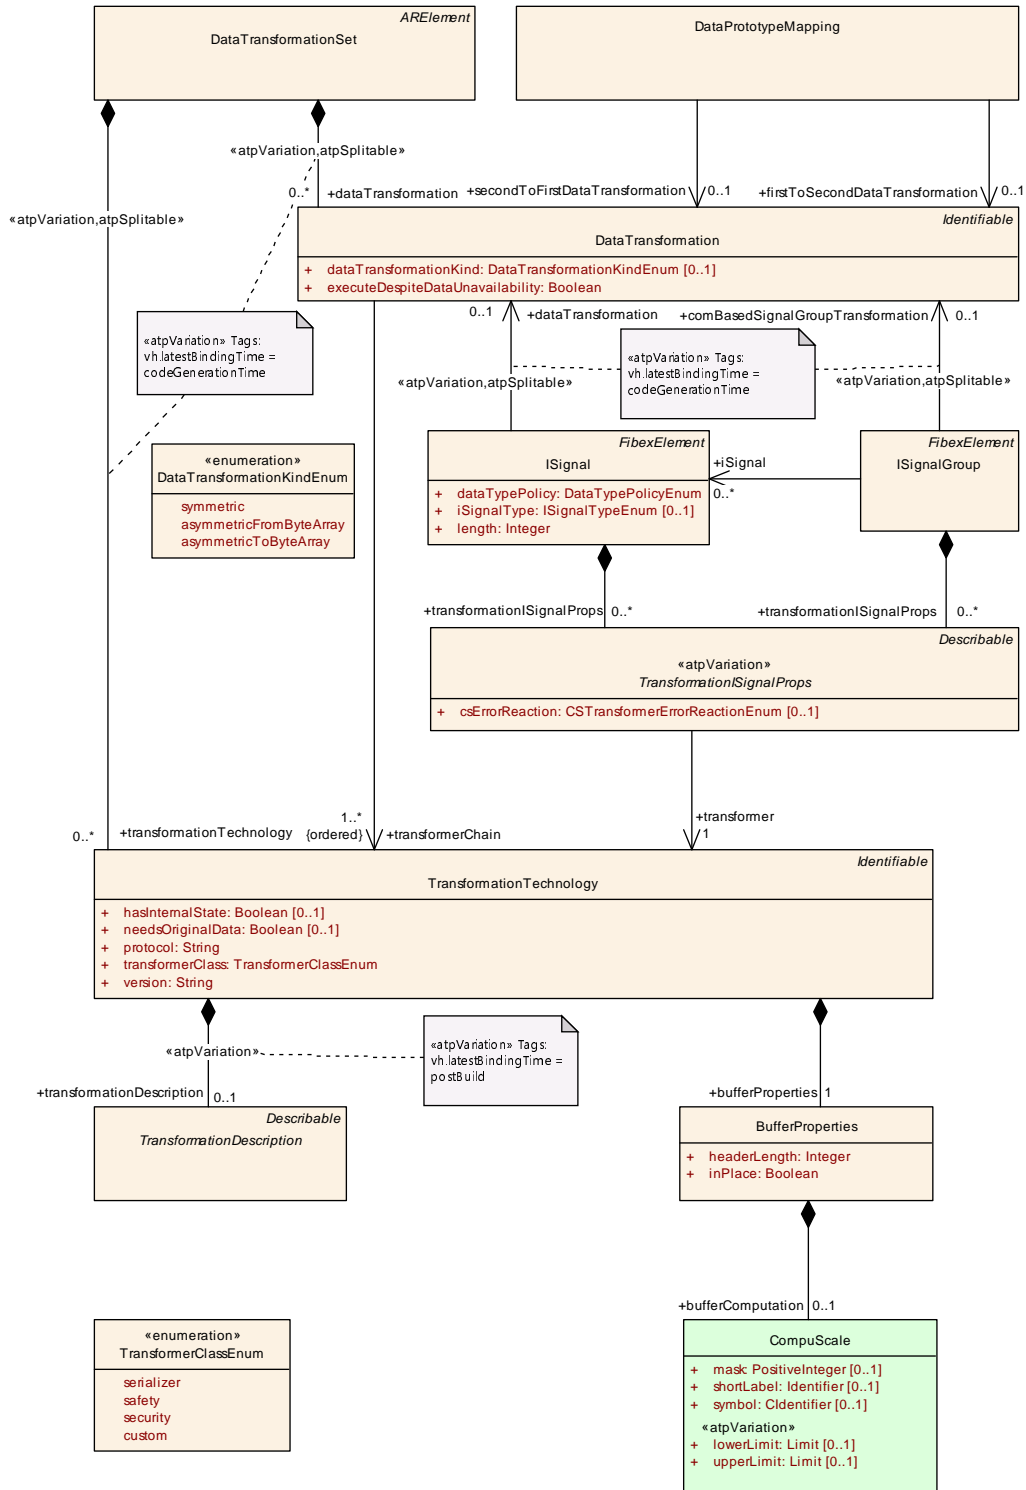 ARElement
DataTransformationSet
DataPrototypeMapping
«atpVariation,atpSplitable»
0..*
+dataTransformation
+secondToFirstDataTransformation
0..1
+firstToSecondDataTransformation
0..1
«atpVariation,atpSplitable»
Identifiable
DataTransformation
+ dataTransformationKind: DataTransformationKindEnum [0..1]
+ executeDespiteDataUnavailability: Boolean
0..1
+dataTransformation
+comBasedSignalGroupTransformation
0..1
«atpVariation» Tags:
vh.latestBindingTime =
codeGenerationTime
«atpVariation» Tags:
vh.latestBindingTime =
codeGenerationTime
«atpVariation,atpSplitable»
«atpVariation,atpSplitable»
«enumeration»
DataTransformationKindEnum
symmetric
asymmetricFromByteArray
asymmetricToByteArray
FibexElement
ISignal
+ dataTypePolicy: DataTypePolicyEnum
+ iSignalType: ISignalTypeEnum [0..1]
+ length: Integer
+iSignal
0..*
FibexElement
ISignalGroup
+transformationISignalProps
0..*
+transformationISignalProps
0..*
Describable
«atpVariation»
TransformationISignalProps
+ csErrorReaction: CSTransformerErrorReactionEnum [0..1]
0..*
+transformationTechnology
1..*
{ordered}
+transformerChain
+transformer
1
Identifiable
TransformationTechnology
+ hasInternalState: Boolean [0..1]
+ needsOriginalData: Boolean [0..1]
+ protocol: String
+ transformerClass: TransformerClassEnum
+ version: String
«atpVariation»
«atpVariation» Tags:
vh.latestBindingTime =
postBuild
+transformationDescription
0..1
+bufferProperties
1
Describable
TransformationDescription
BufferProperties
+ headerLength: Integer
+ inPlace: Boolean
+bufferComputation
0..1
«enumeration»
TransformerClassEnum
serializer
safety
security
custom
CompuScale
+ mask: PositiveInteger [0..1]
+ shortLabel: Identifier [0..1]
+ symbol: CIdentifier [0..1]
«atpVariation»
+ lowerLimit: Limit [0..1]
+ upperLimit: Limit [0..1]